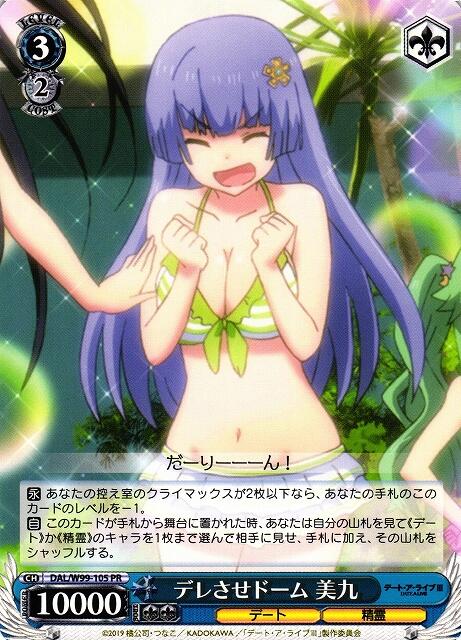 LEVEL
3
2
COST
だーりーーーん!
永 あなたの控え室のクライマックスが2枚以下なら、あなたの手札のこの
カードのレベルを-1。
自 このカードが手札から舞台に置かれた時、あなたは自分の山札を見て《デー
ト》か《精霊》のキャラを1枚まで選んで相手に見せ、手札に加え、その山札を
シャッフルする。
CH DAL/W99-105 PR
POWER
10000
デレさせドーム 美九
デート・ア・ライブⅢ
DATE A LIVE
デート
精霊
©2019 橘公司・つなこ/KADOKAWA/「デート・ア・ライブⅢ」製作委員会